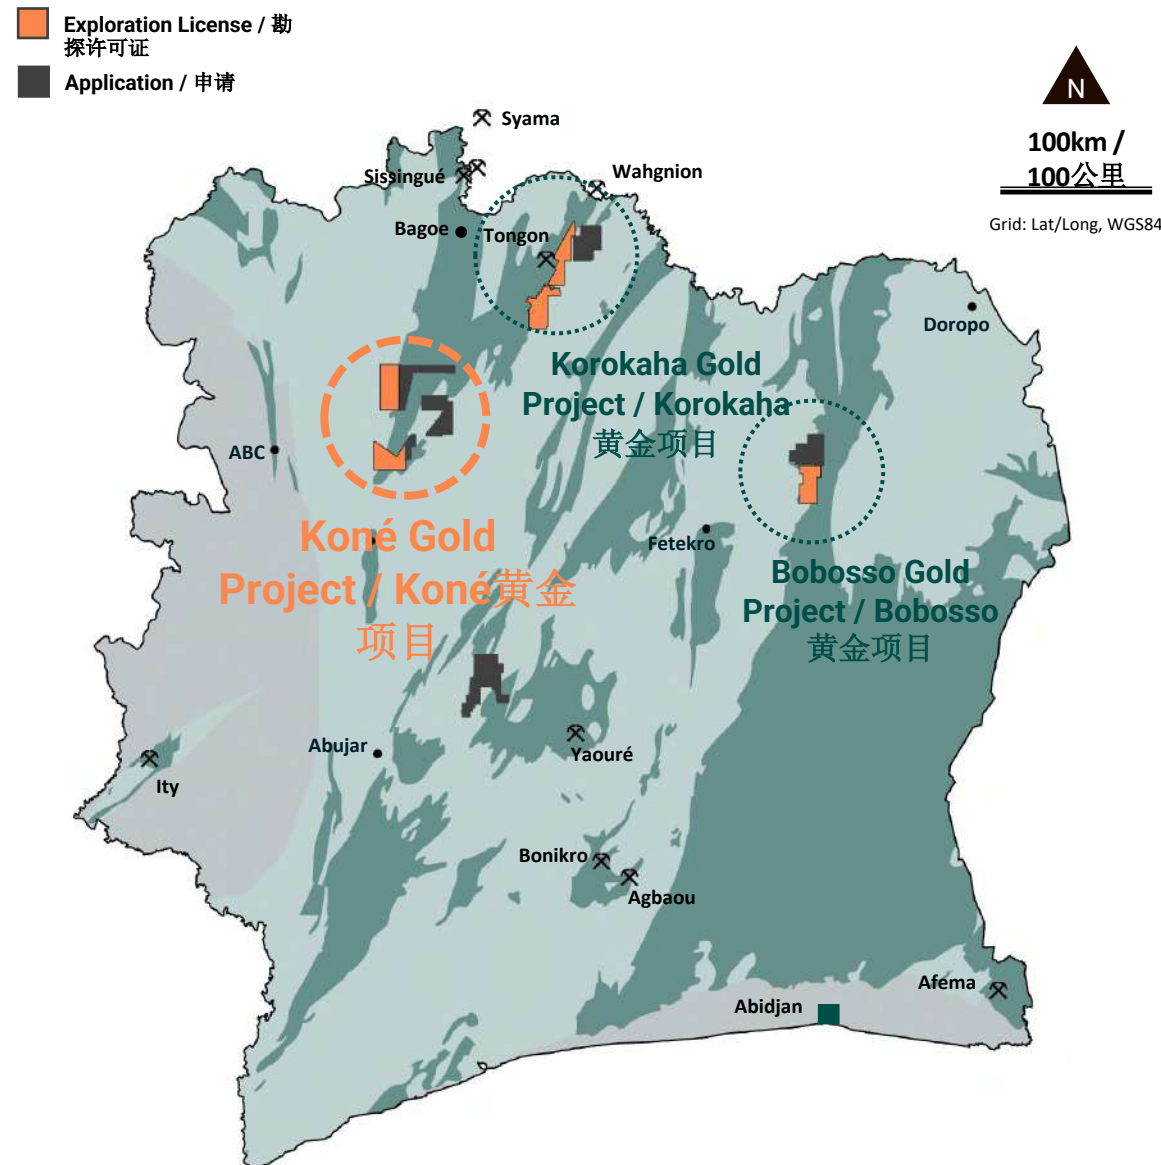 Exploration License / 勘
探许可证
Application / 申请
N
100km /
100公里
Grid: Lat/Long, WGS84
Syama
Sissingué
Wahgnion
Bagoe
Tongon
Doropo
Korokaha Gold
Project / Korokaha
黄金项目
ABC
Koné Gold
Project / Koné黄金
项目
Fetekro
Bobosso Gold
Project / Bobosso
黄金项目
Abujar
Yaouré
Ity
Bonikro
Agbaou
Afema
Abidjan